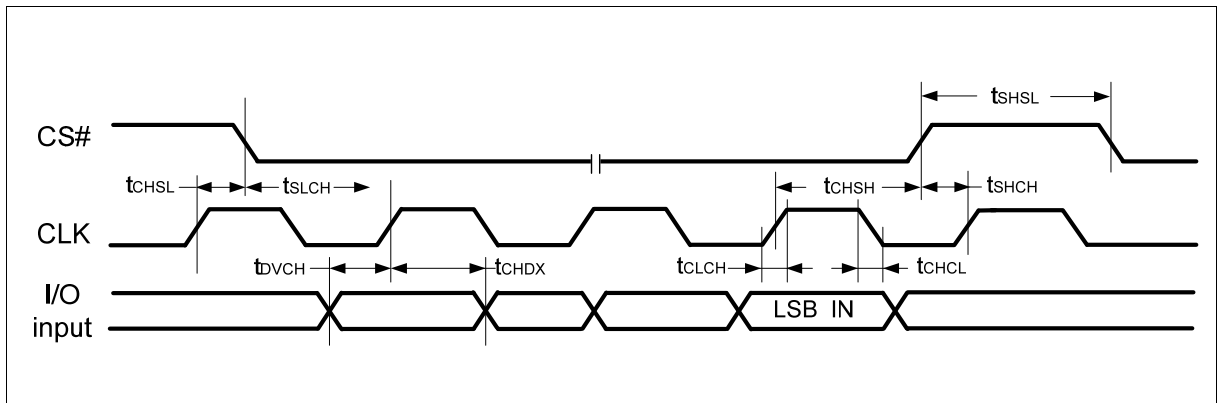 tSHSL
CS#
tCHSL
tSLCH
tCHSH
tSHCH
CLK
tDVCH
tCHDX
tCLCH
tCHCL
I/O
input
LSB IN